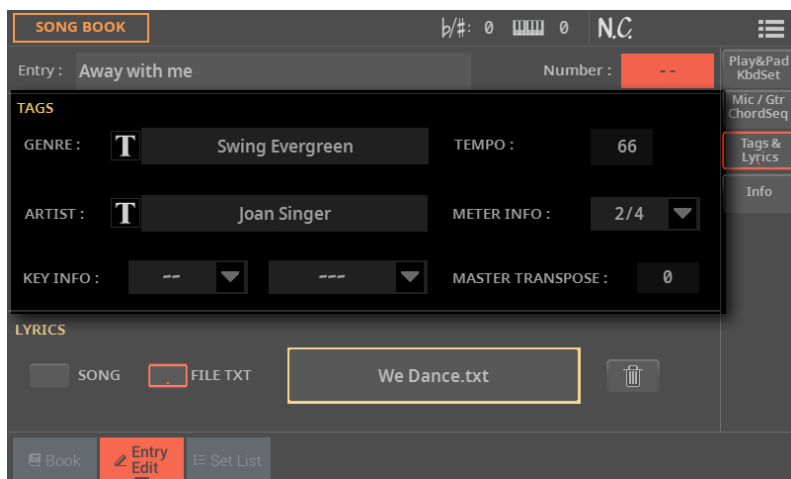 SONG BOOK ♭/#: 0 0 N.C.
Entry : Away with me Number : --
Play&Pad
KbdSet
TAGS
Mic / Gtr
ChordSeq
GENRE : T Swing Evergreen TEMPO : 66
Tags &
Lyrics
Info
ARTIST : T Joan Singer METER INFO : 2/4
KEY INFO : -- --- MASTER TRANSPOSE : 0
LYRICS
SONG FILE TXT We Dance.txt
Book Entry
Edit Set List